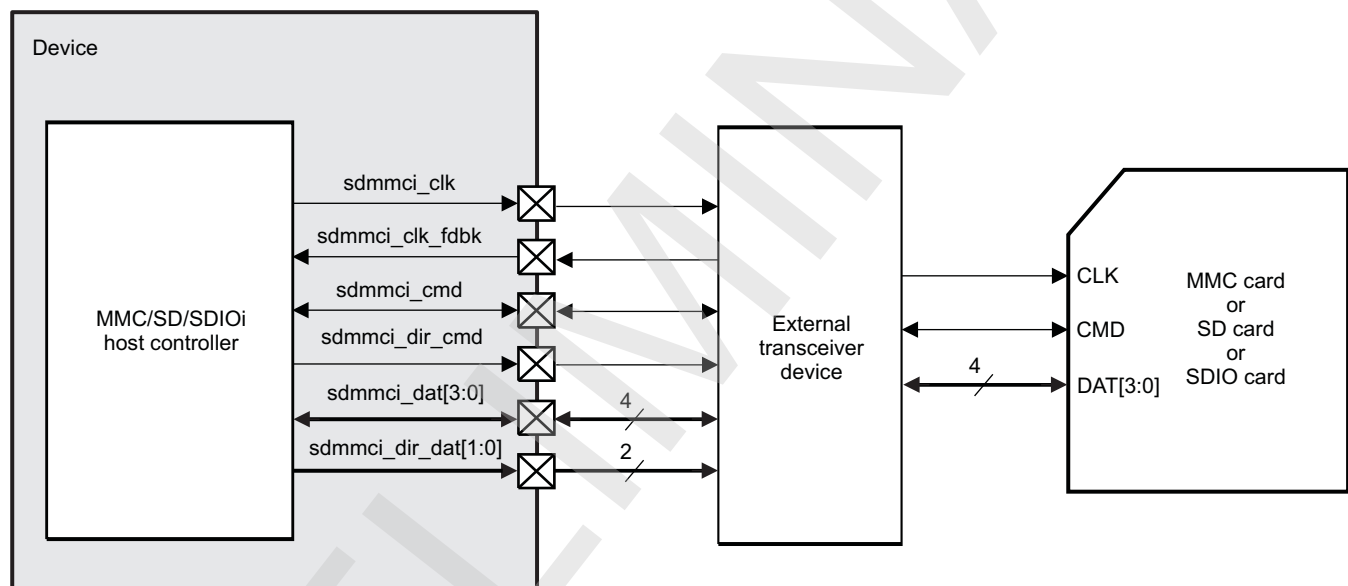 Device
sdmmci_clk
sdmmci_clk_fdbk
sdmmci_cmd
sdmmci_dir_cmd
sdmmci_dat[3:0]
sdmmci_dir_dat[1:0]
MMC/SD/SDIOi
host controller
4
2
External
transceiver
device
4
CLK
CMD
DAT[3:0]
MMC card
or
SD card
or
SDIO card